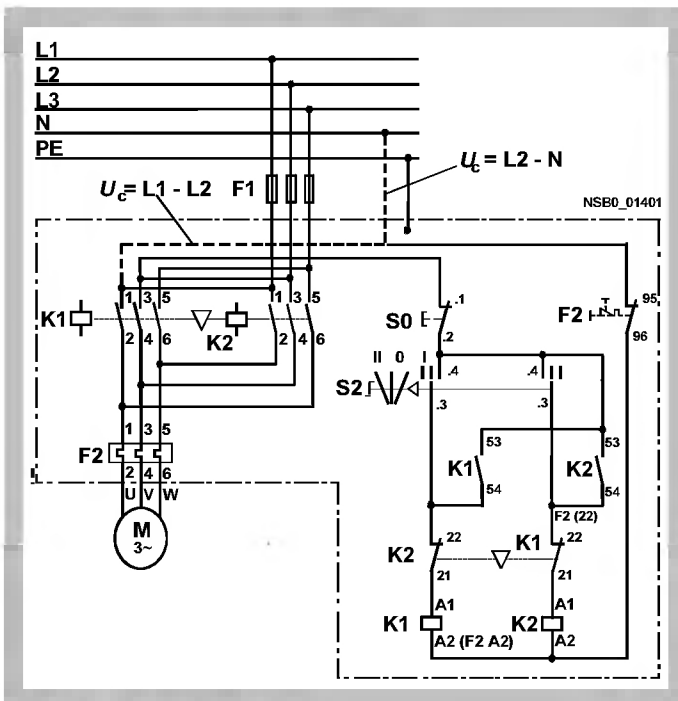 L1
L2
L3
N
PE
U c = L1 - L2 F1
U c = L2 - N
NSB0_01401
1 3 5 1 3 5 .1 95
K1 K2 S0 F2
2 4 6 2 4 6 .2 96
II 0 I .4 .4
S2 .3 .3
1 3 5 53 53
F2 K1 K2
2 4 6 54 54
U V W F2 (22)
M 22 K1 22
3~ K2
21 21
A1 A1
K1 K2
A2 (F2 A2) A2